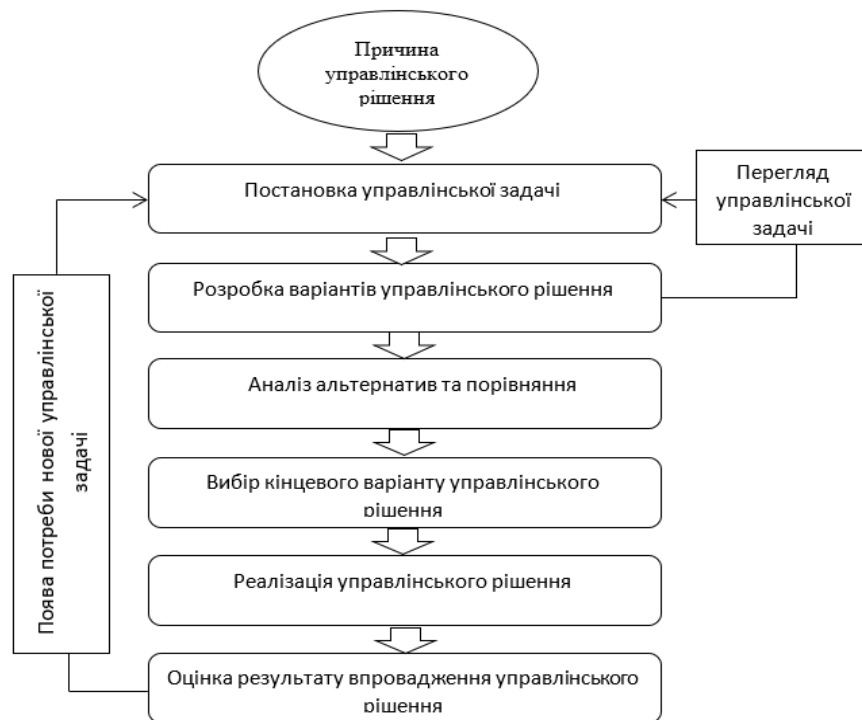 Причина
управлінського
рішення
Постановка управлінської задачі
Перегляд
управлінської
задачі
Розробка варіантів управлінського рішення
Аналіз альтернатив та порівняння
Вибір кінцевого варіанту управлінського
рішення
Реалізація управлінського рішення
Оцінка результату впровадження управлінського
рішення
Поява потреби нової управлінської
задачі